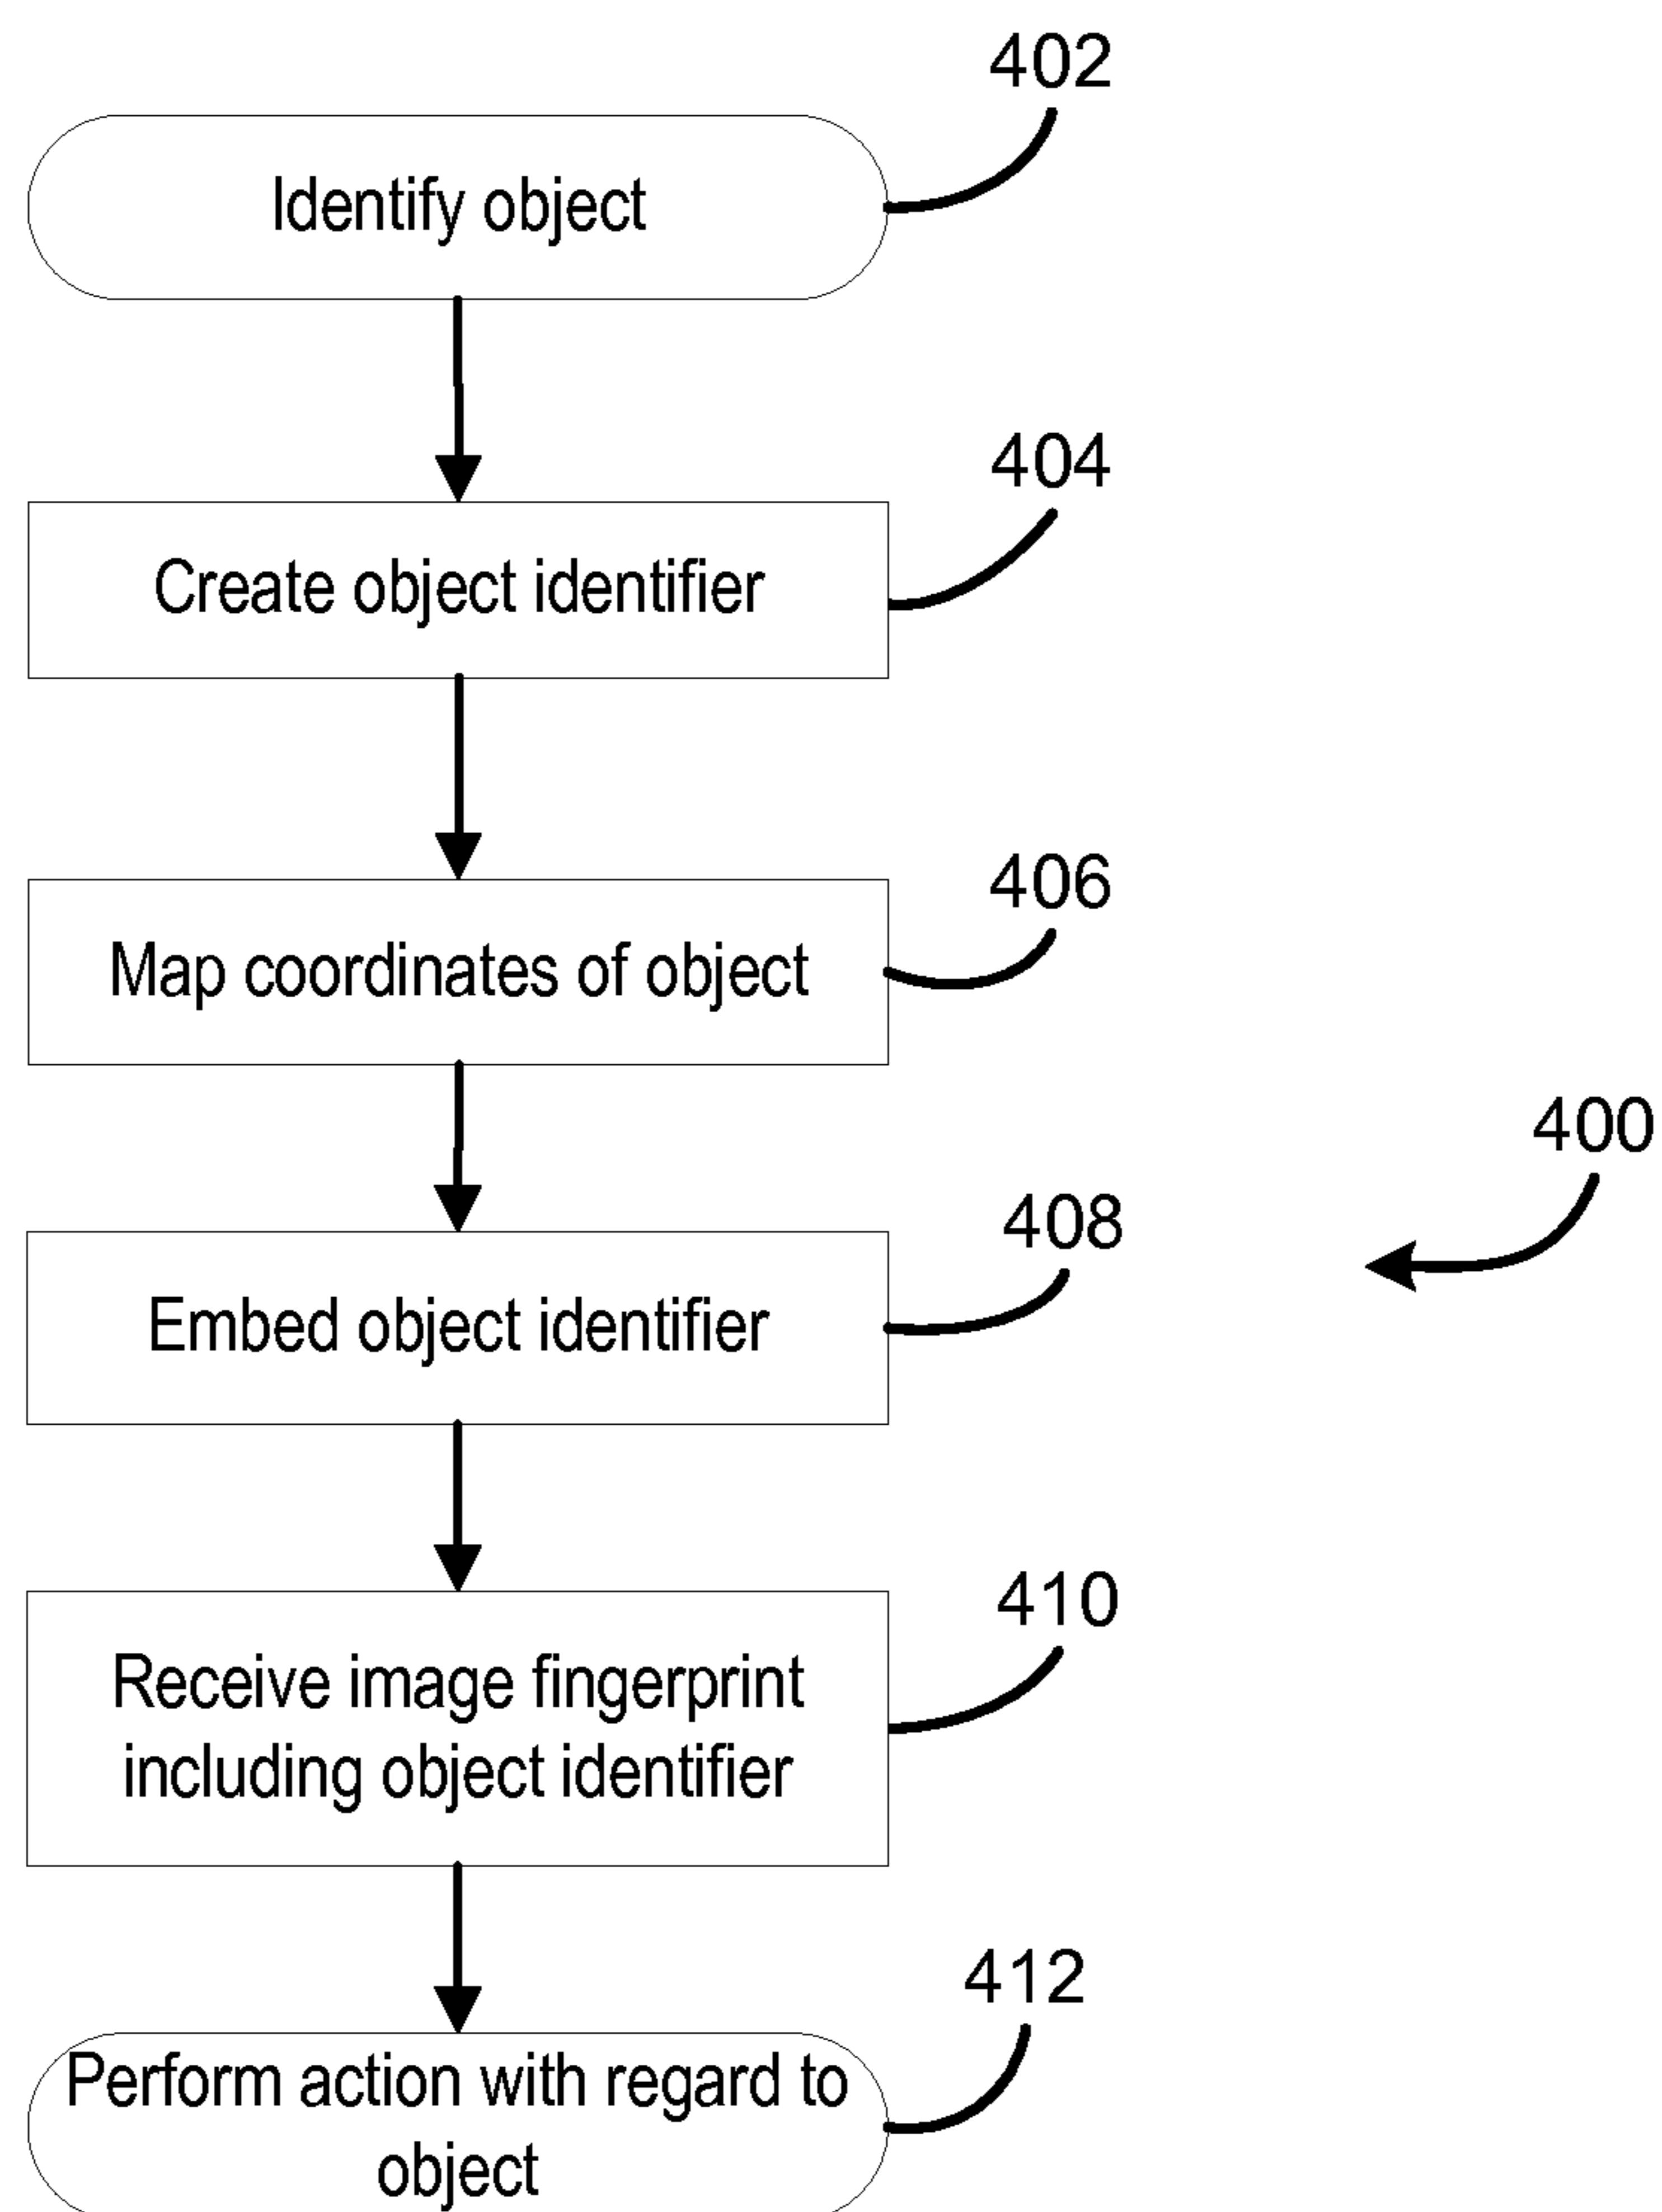 402
Identify object
404
Create object identifier
406
Map coordinates of object
400
408
Embed object identifier
410
Receive image fingerprint
including object identifier
412
Perform action with regard to
object